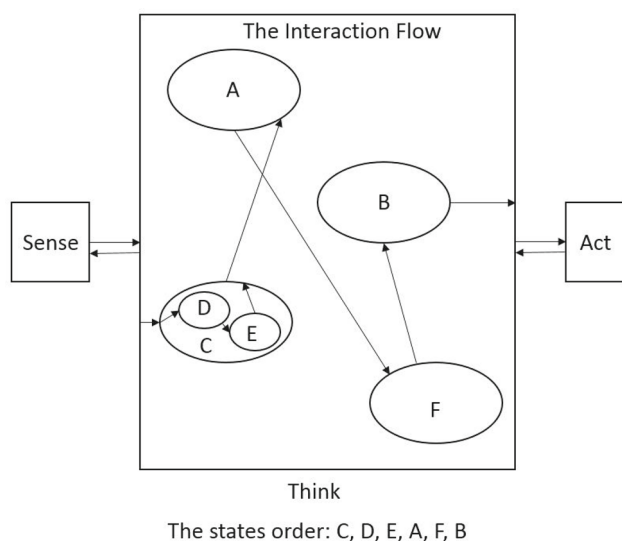 The Interaction Flow
A
B
Sense
Act
D
E
C
F
Think
The states order: C, D, E, A, F, B